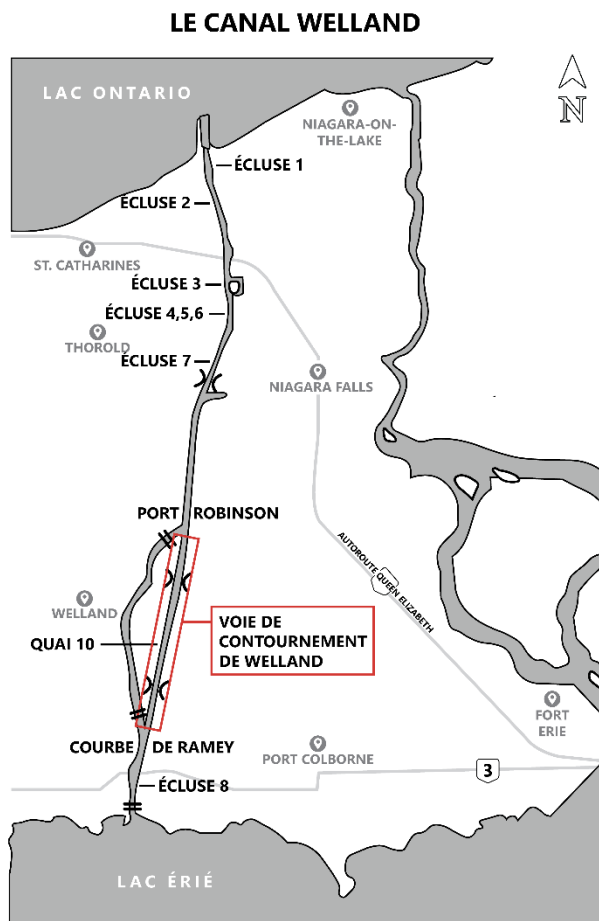 LE CANAL WELLAND
LAC ONTARIO
N
NIAGARA-ON-
THE-LAKE
ÉCLUSE 1
ÉCLUSE 2
ST. CATHARINES
ÉCLUSE 3
ÉCLUSE 4,5,6
THOROLD
ÉCLUSE 7
NIAGARA FALLS
PORT ROBINSON
AUTOROUTE QUEEN ELIZABETH
WELLAND
QUAI 10
VOIE DE
CONTOURNEMENT
DE WELLAND
FORT
ERIE
COURBE DE RAMEY
PORT COLBORNE
3
ÉCLUSE 8
LAC ÉRIÉ